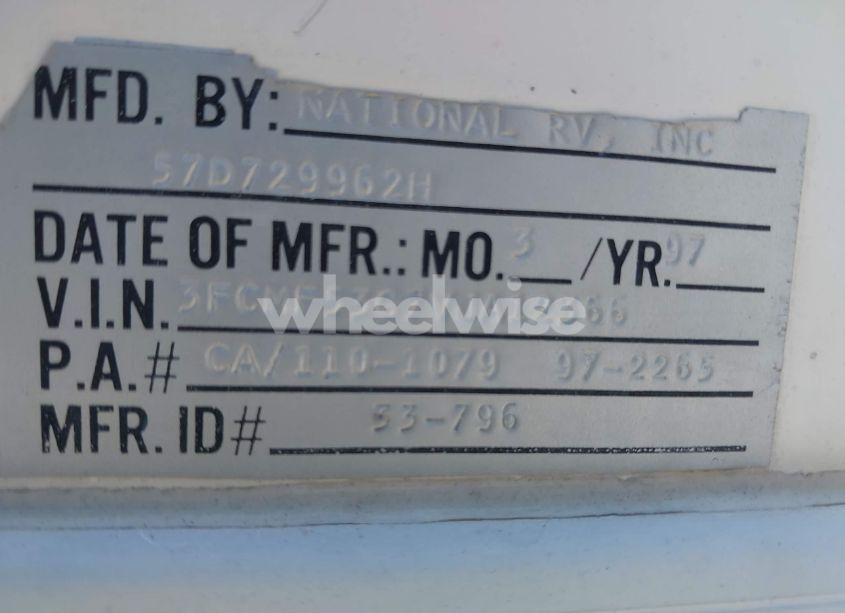 MFD. BY: NATIONAL RV, INC
57D729962H
DATE OF MFR.: MO. 3 /YR. 97
V.I.N.
wheelwise
P.A.# CA/110-1079 97-2265
MFR. ID# 53-796